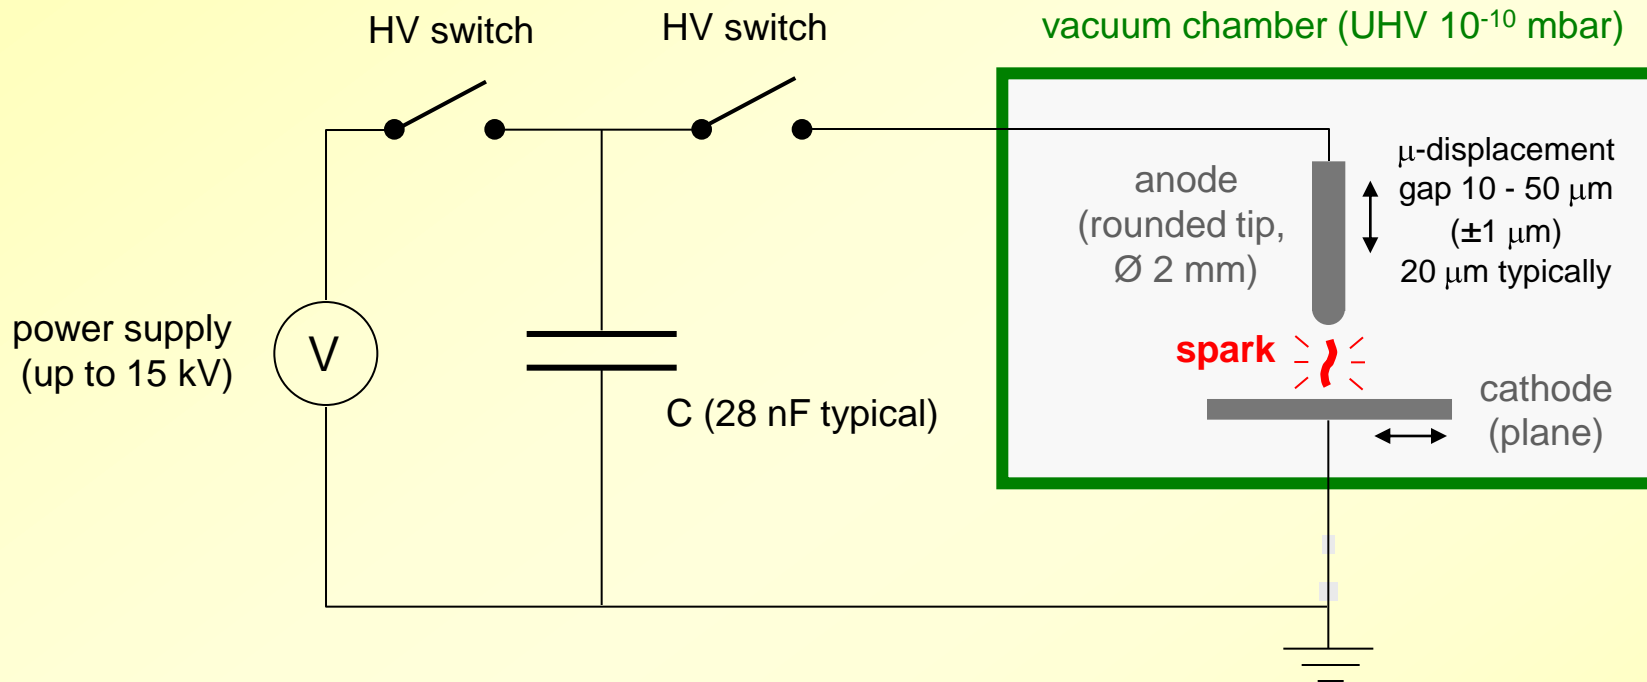 HV switch
HV switch
vacuum chamber (UHV 10⁻¹⁰ mbar)
anode
(rounded tip,
Ø 2 mm)
μ-displacement
gap 10 - 50 μm
(±1 μm)
20 μm typically
power supply
(up to 15 kV)
V
C (28 nF typical)
spark
cathode
(plane)